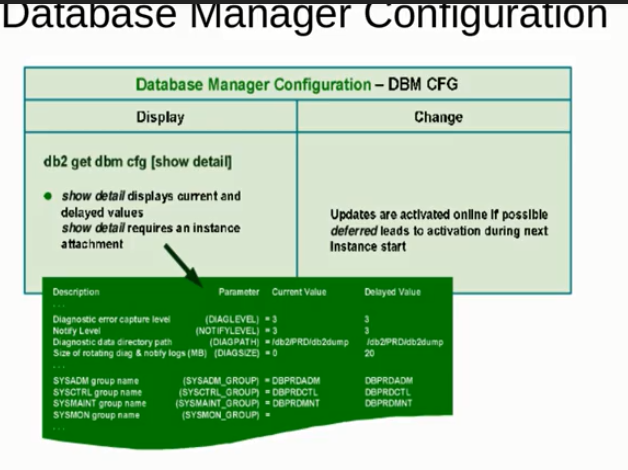 Database Manager Configuration
Database Manager Configuration – DBM CFG
Display
Change
db2 get dbm cfg [show detail]
show detail displays current and
delayed values
show detail requires an instance
attachment
Updates are activated online if possible
deferred leads to activation during next
instance start
Description Parameter Current Value Delayed Value
. . .
Diagnostic error capture level (DIAGLEVEL) = 3 3
Notify Level (NOTIFYLEVEL) = 3 3
Diagnostic data directory path (DIAGPATH) = /db2/PRD/db2dump /db2/PRD/db2dump
Size of rotating diag & notify logs (MB) (DIAGSIZE) = 0 20
. . .
SYSADM group name (SYSADM_GROUP) = DBPRDADM DBPRDADM
SYSCTRL group name (SYSCTRL_GROUP) = DBPRDCTL DBPRDCTL
SYSMAINT group name (SYSMAINT_GROUP) = DBPRDMNT DBPRDMNT
SYSMON group name (SYSMON_GROUP) =
. . .